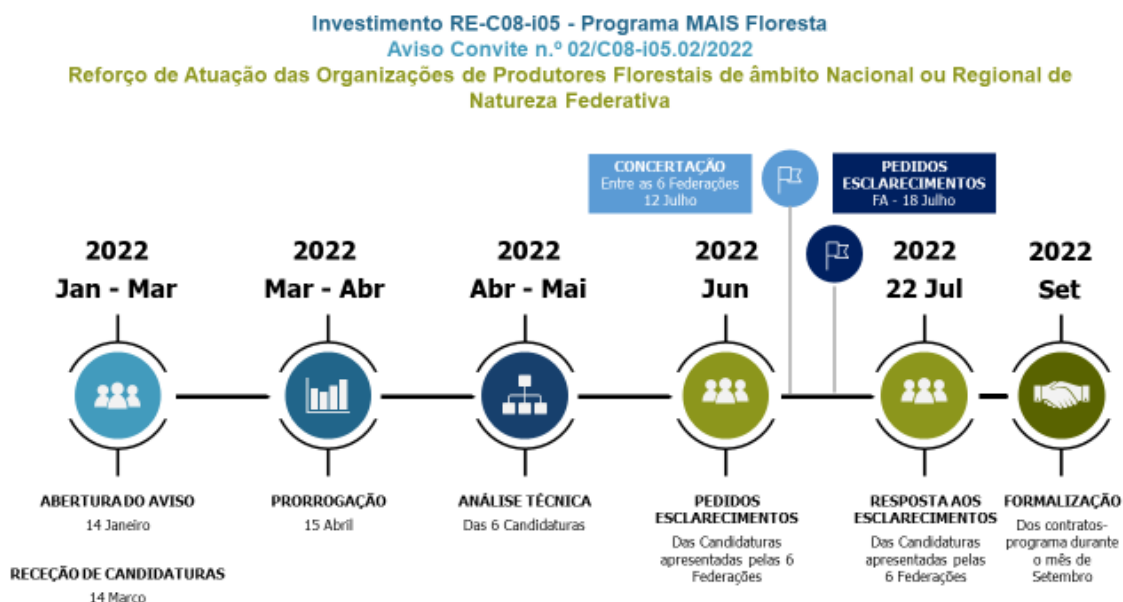 Investimento RE-C08-i05 - Programa MAIS Floresta
Aviso Convite n.º 02/C08-i05.02/2022
Reforço de Atuação das Organizações de Produtores Florestais de âmbito Nacional ou Regional de
Natureza Federativa
CONCERTAÇÃO
Entre as 6 Federações
12 Julho
PEDIDOS
ESCLARECIMENTOS
FA - 18 Julho
2022
Jan - Mar
2022
Mar - Abr
2022
Abr - Mai
2022
Jun
2022
22 Jul
2022
Set
ABERTURA DO AVISO
14 Janeiro
RECEÇÃO DE CANDIDATURAS
14 Março
PRORROGAÇÃO
15 Abril
ANÁLISE TÉCNICA
Das 6 Candidaturas
PEDIDOS
ESCLARECIMENTOS
Das Candidaturas
apresentadas pelas 6
Federações
RESPOSTA AOS
ESCLARECIMENTOS
Das Candidaturas
apresentadas pelas
6 Federações
FORMALIZAÇÃO
Dos contratos-
programa durante
o mês de
Setembro